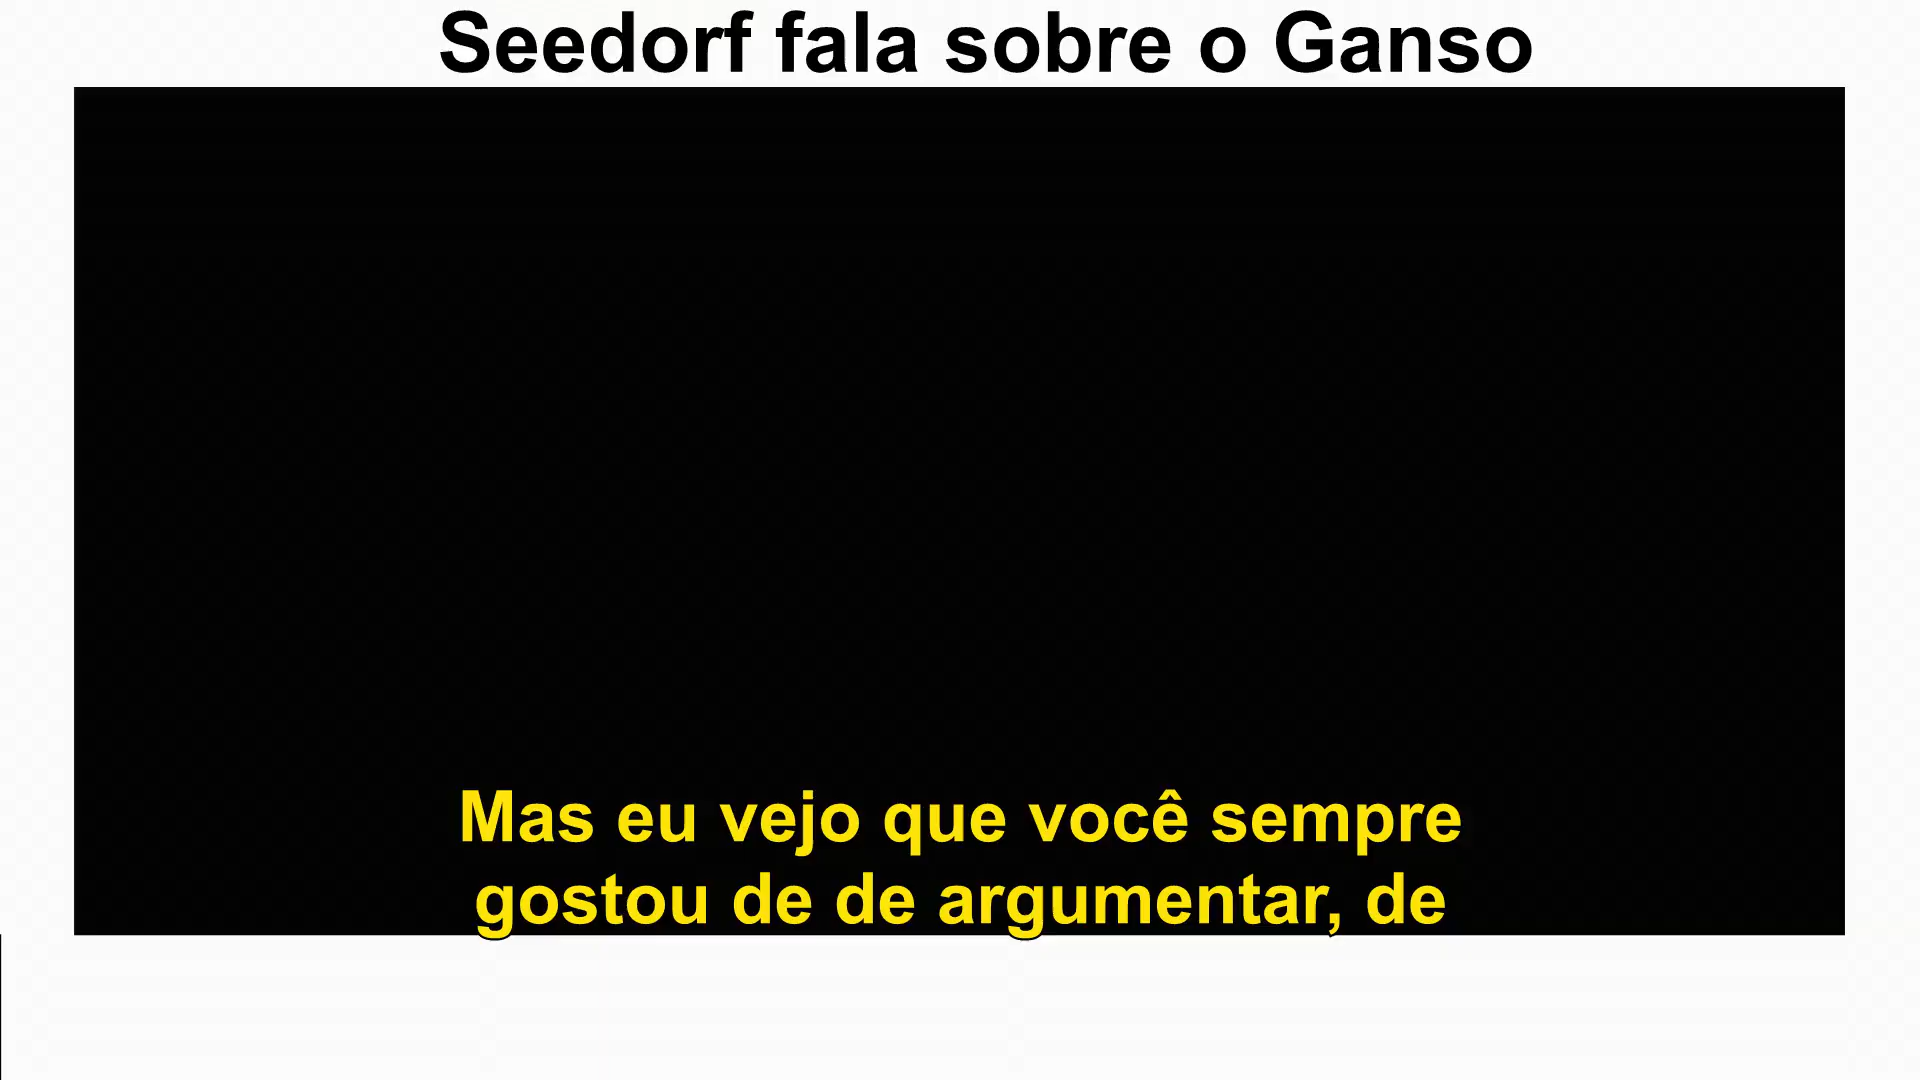 Seedorf fala sobre o Ganso
Mas eu vejo que você sempre
gostou de de argumentar, de